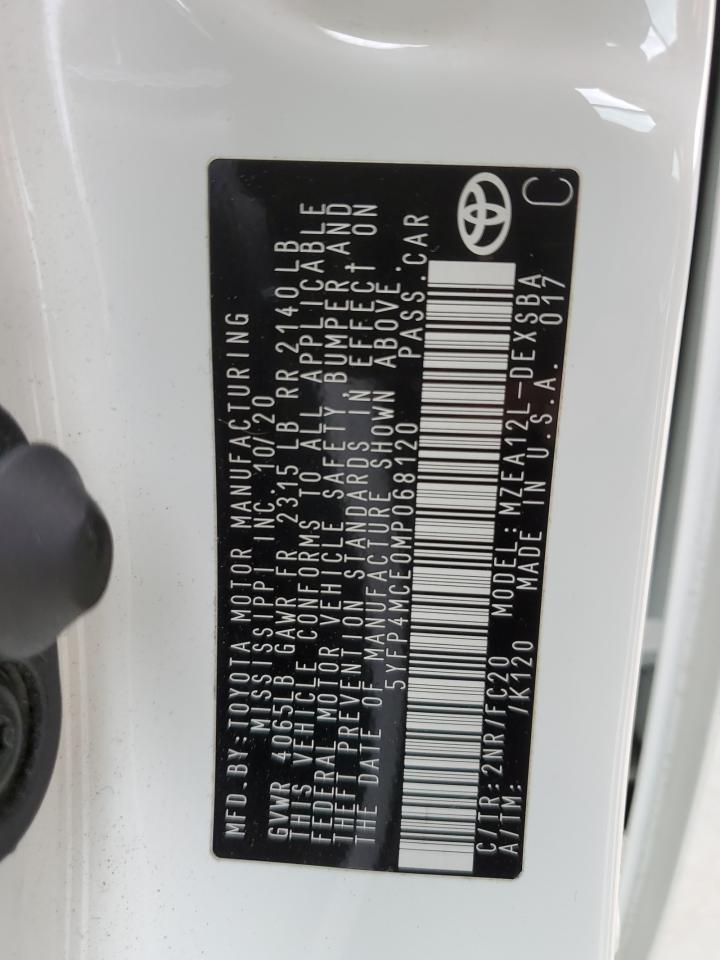 MFD.BY:TOYOTA MOTOR MANUFACTURING
MISSISSIPPI INC.10/20
GVWR 4065LB GAWR FR 2315 LB RR 2140LB
THIS VEHICLE CONFORMS TO ALL APPLICABLE
FEDERAL MOTOR VEHICLE SAFETY,BUMPER AND
THEFT PREVENTION STANDARDS IN EFFECT ON
THE DATE OF MANUFACTURE SHOWN ABOVE.
5YFP4MCE0MP068120 PASS.CAR
C/TR:2NR/FC20 MODEL:MZEA12L-DEXSBA
A/TM: /K120 MADE IN U.S.A. 017
C